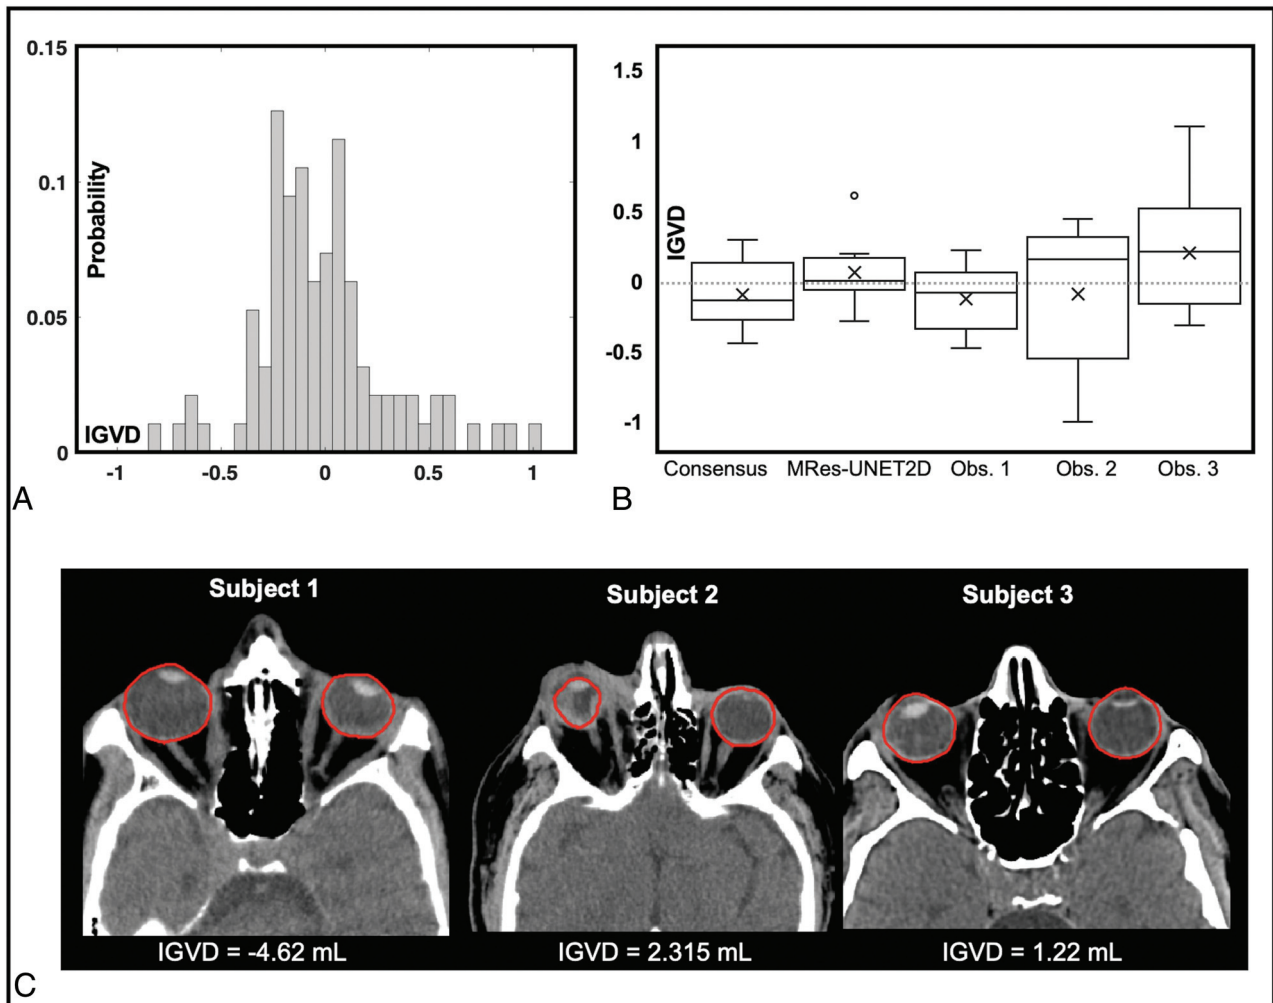 0.15
0.1
0.05
0
Probability
IGVD
-1
-0.5
0
0.5
1
A
1.5
1
0.5
0
-0.5
-1
IGVD
Consensus
MRes-UNET2D
Obs. 1
Obs. 2
Obs. 3
B
Subject 1
Subject 2
Subject 3
IGVD = -4.62 mL
IGVD = 2.315 mL
IGVD = 1.22 mL
C